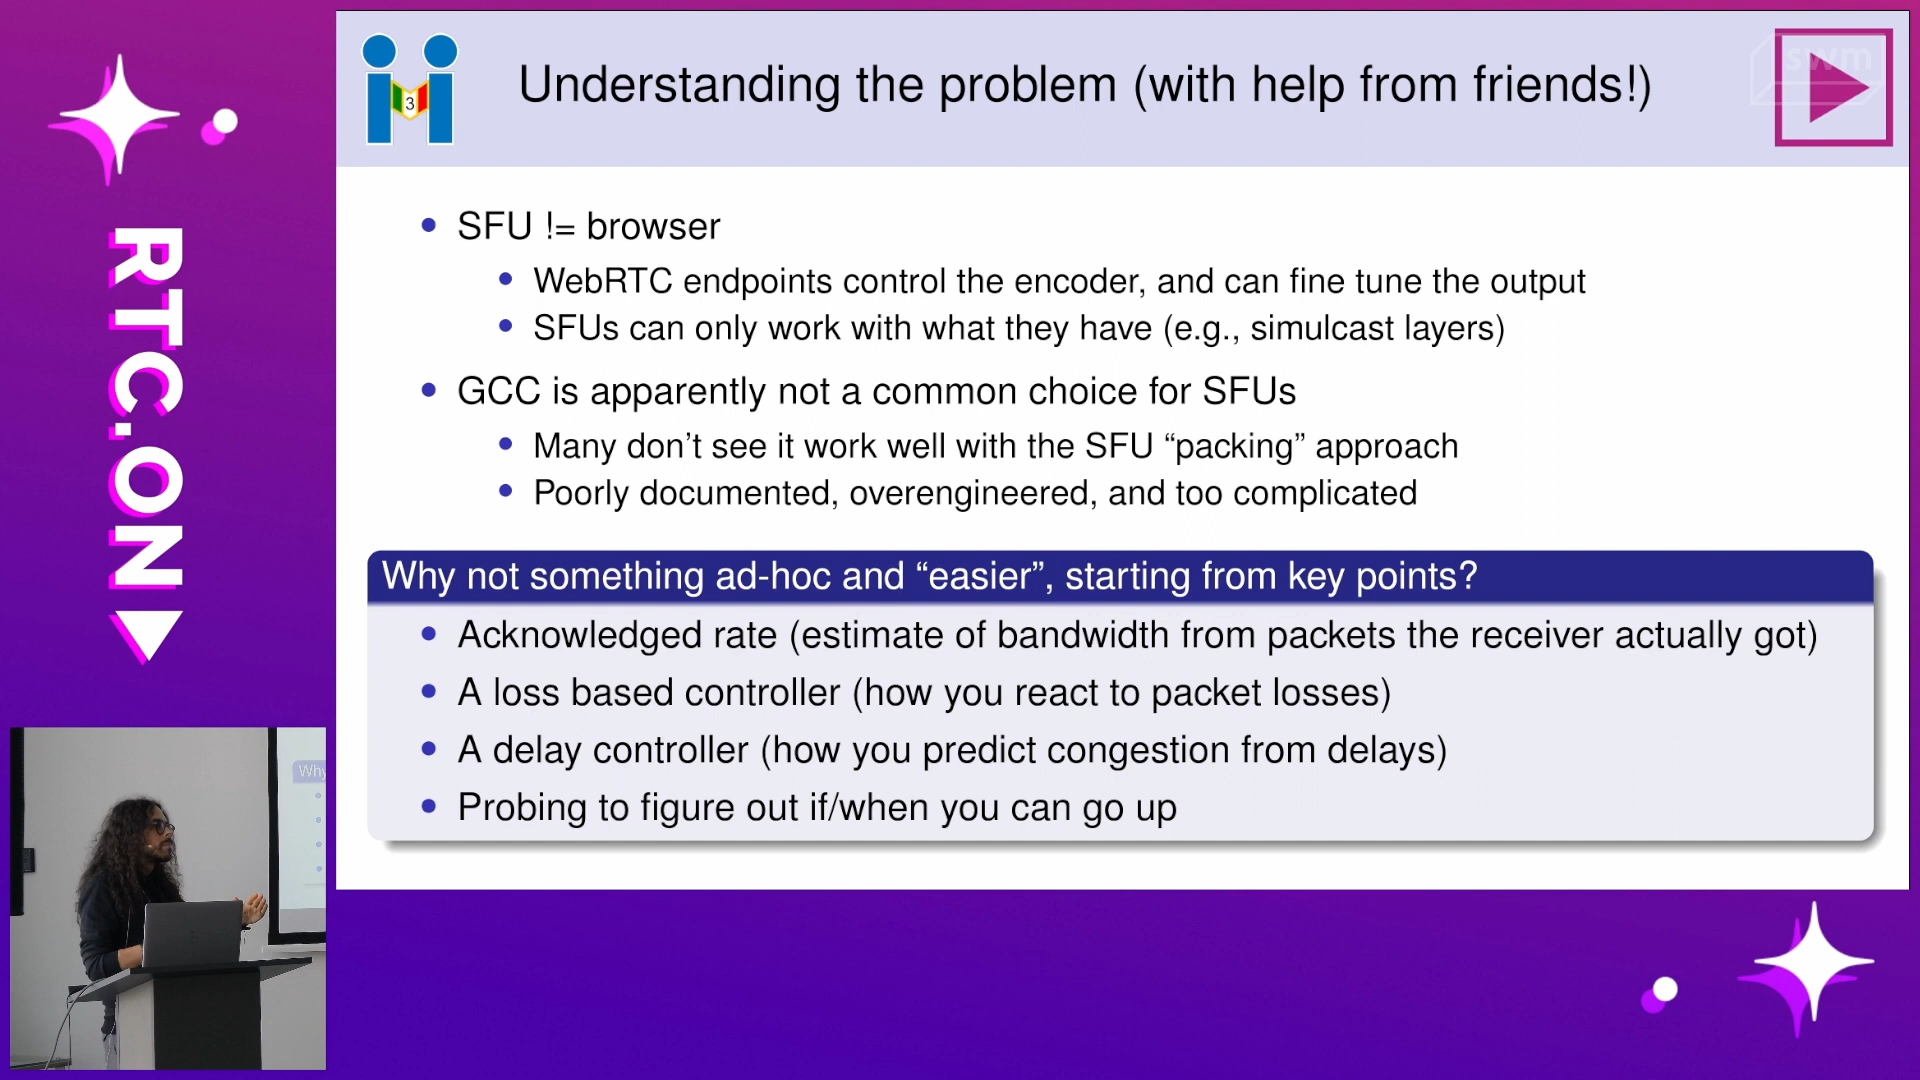 RTC.ON
3
Understanding the problem (with help from friends!)
swm
• SFU != browser
• WebRTC endpoints control the encoder, and can fine tune the output
• SFUs can only work with what they have (e.g., simulcast layers)
• GCC is apparently not a common choice for SFUs
• Many don’t see it work well with the SFU “packing” approach
• Poorly documented, overengineered, and too complicated
Why not something ad-hoc and “easier”, starting from key points?
• Acknowledged rate (estimate of bandwidth from packets the receiver actually got)
• A loss based controller (how you react to packet losses)
• A delay controller (how you predict congestion from delays)
• Probing to figure out if/when you can go up
Why